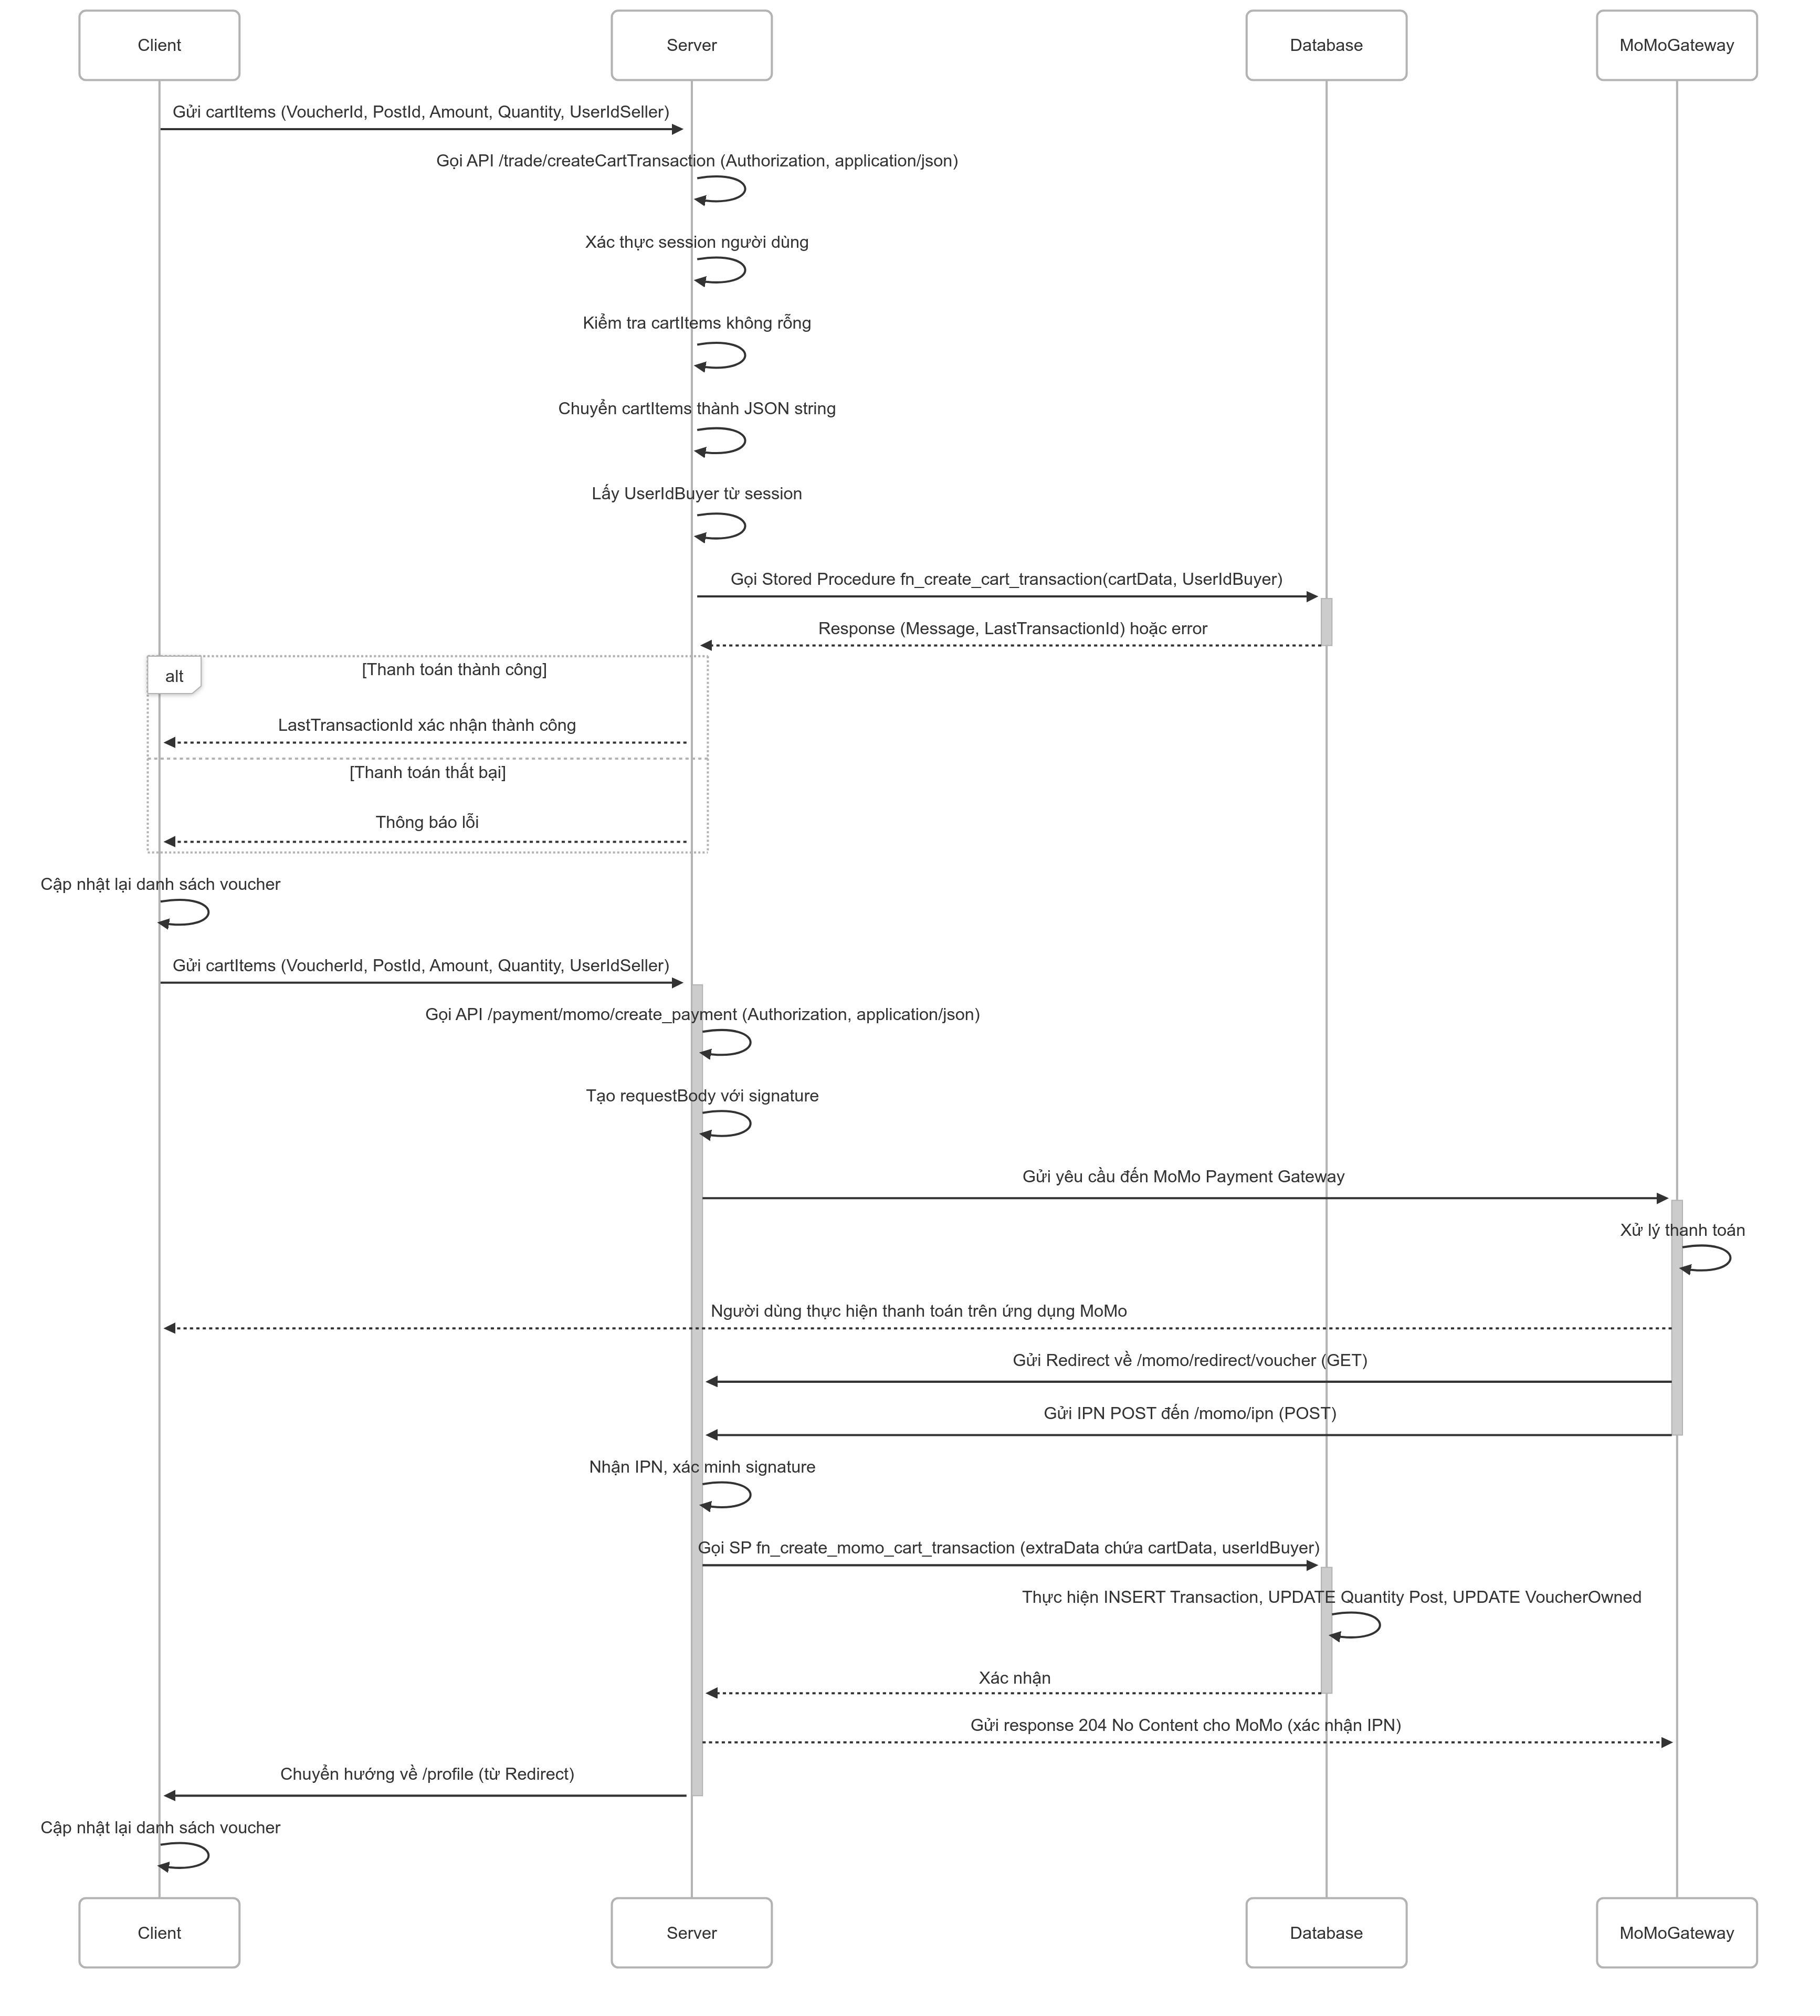 Client
Server
Database
MoMoGateway
Gửi cartItems (VoucherId, PostId, Amount, Quantity, UserIdSeller)
Gọi API /trade/createCartTransaction (Authorization, application/json)
Xác thực session người dùng
Kiểm tra cartItems không rỗng
Chuyển cartItems thành JSON string
Lấy UserIdBuyer từ session
Gọi Stored Procedure fn_create_cart_transaction(cartData, UserIdBuyer)
Response (Message, LastTransactionId) hoặc error
alt
[Thanh toán thành công]
LastTransactionId xác nhận thành công
[Thanh toán thất bại]
Thông báo lỗi
Cập nhật lại danh sách voucher
Gửi cartItems (VoucherId, PostId, Amount, Quantity, UserIdSeller)
Gọi API /payment/momo/create_payment (Authorization, application/json)
Tạo requestBody với signature
Gửi yêu cầu đến MoMo Payment Gateway
Xử lý thanh toán
Người dùng thực hiện thanh toán trên ứng dụng MoMo
Gửi Redirect về /momo/redirect/voucher (GET)
Gửi IPN POST đến /momo/ipn (POST)
Nhận IPN, xác minh signature
Gọi SP fn_create_momo_cart_transaction (extraData chứa cartData, userIdBuyer)
Thực hiện INSERT Transaction, UPDATE Quantity Post, UPDATE VoucherOwned
Xác nhận
Gửi response 204 No Content cho MoMo (xác nhận IPN)
Chuyển hướng về /profile (từ Redirect)
Cập nhật lại danh sách voucher
Client
Server
Database
MoMoGateway